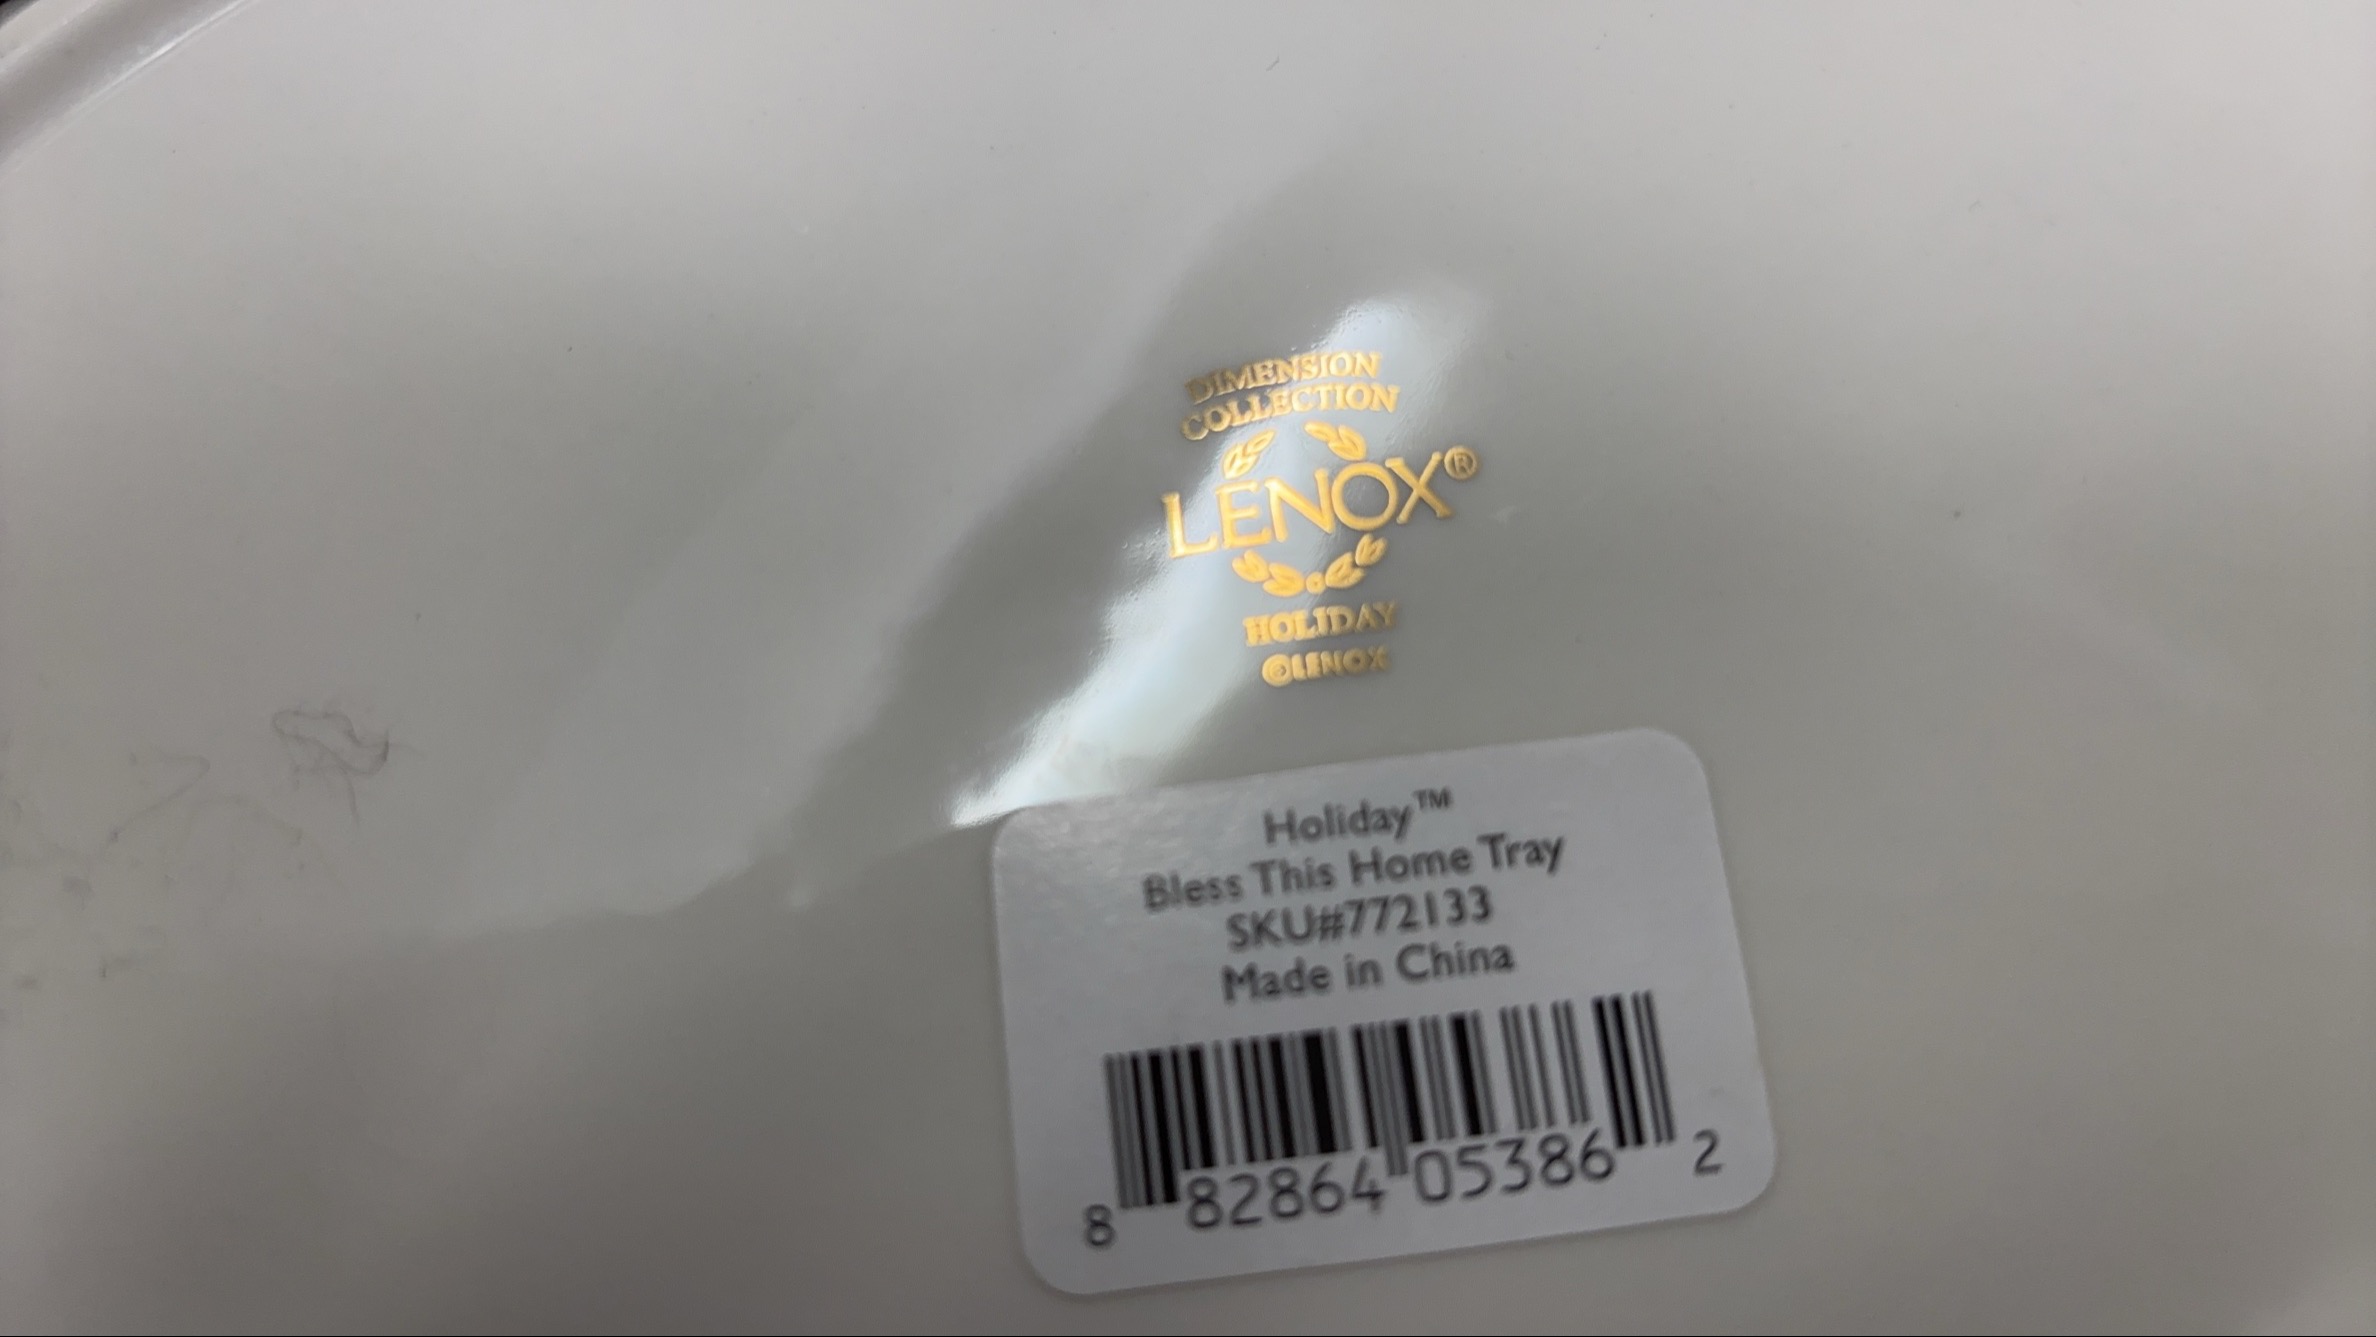 DIMENSION
COLLECTION
LENOX®
HOLIDAY
©LENOX
Holiday™
Bless This Home Tray
SKU#772133
Made in China
8 82864 05386 2